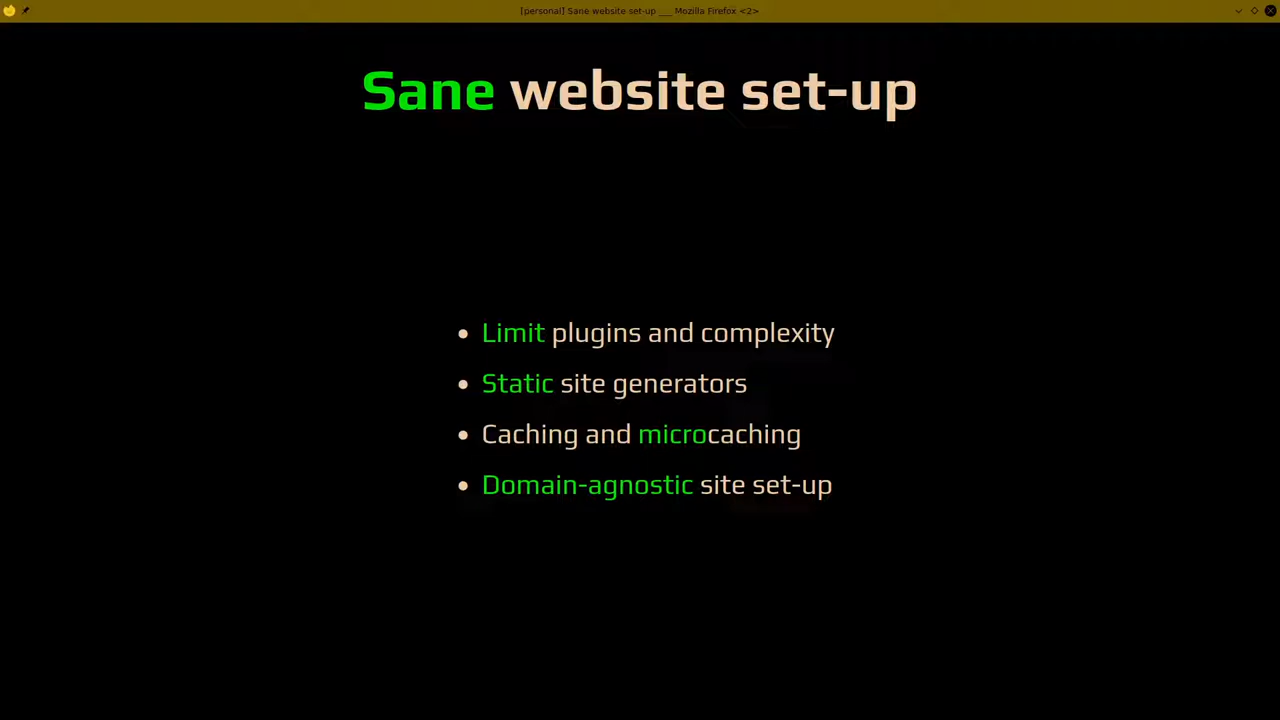 [personal] Sane website set-up ___ Mozilla Firefox <2>
Sane website set-up
Limit plugins and complexity
Static site generators
Caching and microcaching
Domain-agnostic site set-up